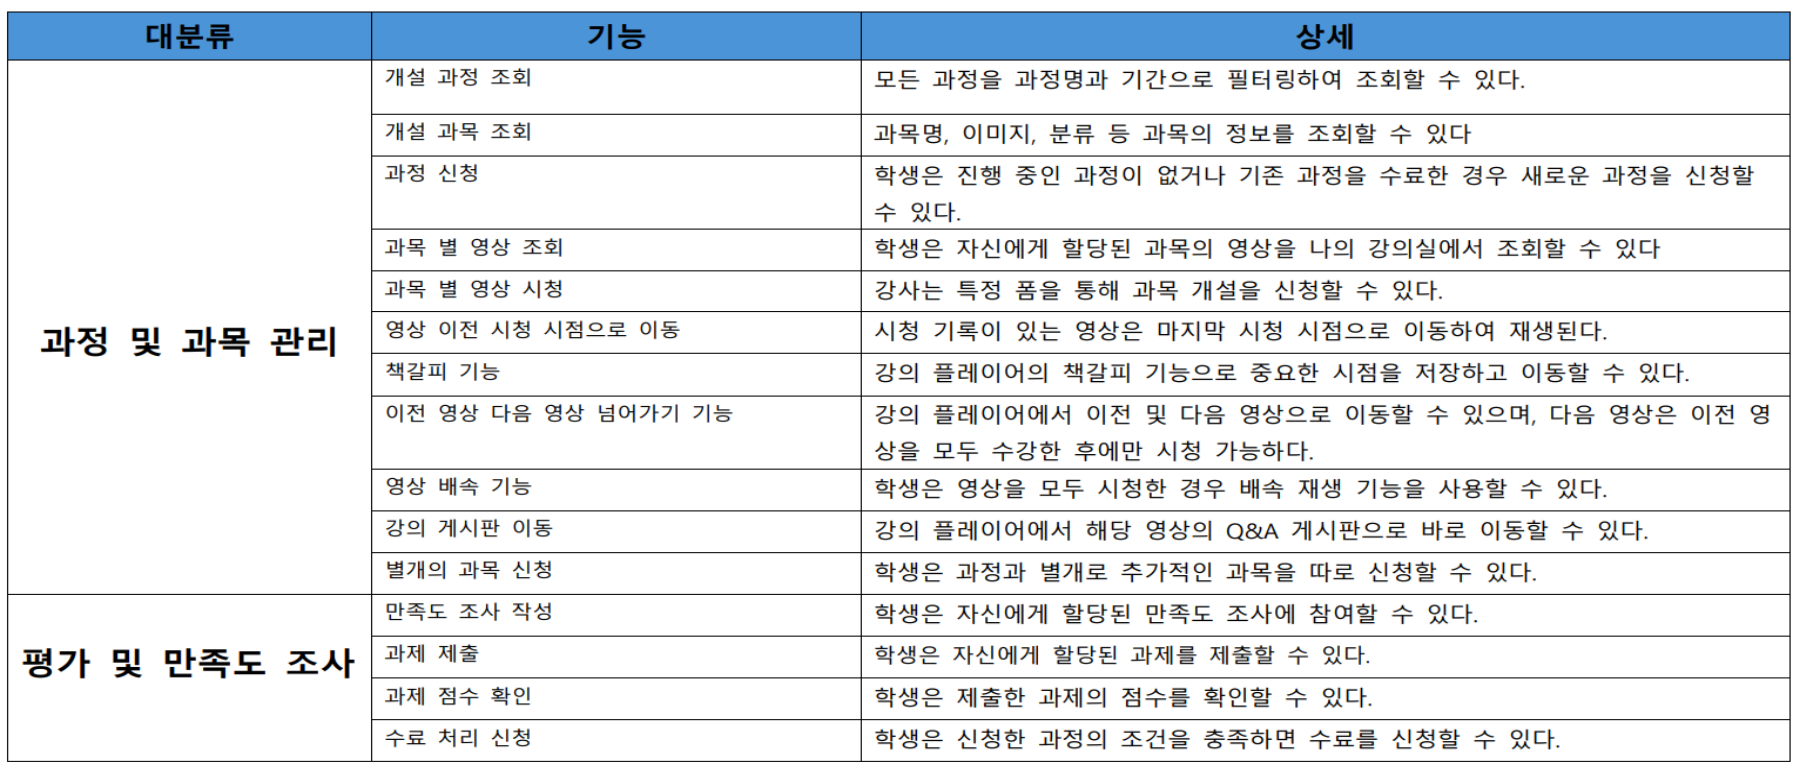 대분류 기능 상세
과정 및 과목 관리
개설 과정 조회 모든 과정을 과정명과 기간으로 필터링하여 조회할 수 있다.
개설 과목 조회 과목명, 이미지, 분류 등 과목의 정보를 조회할 수 있다
과정 신청 학생은 진행 중인 과정이 없거나 기존 과정을 수료한 경우 새로운 과정을 신청할
수 있다.
과목 별 영상 조회 학생은 자신에게 할당된 과목의 영상을 나의 강의실에서 조회할 수 있다
과목 별 영상 시청 강사는 특정 폼을 통해 과목 개설을 신청할 수 있다.
영상 이전 시청 시점으로 이동 시청 기록이 있는 영상은 마지막 시청 시점으로 이동하여 재생된다.
책갈피 기능 강의 플레이어의 책갈피 기능으로 중요한 시점을 저장하고 이동할 수 있다.
이전 영상 다음 영상 넘어가기 기능 강의 플레이어에서 이전 및 다음 영상으로 이동할 수 있으며, 다음 영상은 이전 영
상을 모두 수강한 후에만 시청 가능하다.
영상 배속 기능 학생은 영상을 모두 시청한 경우 배속 재생 기능을 사용할 수 있다.
강의 게시판 이동 강의 플레이어에서 해당 영상의 Q&A 게시판으로 바로 이동할 수 있다.
별개의 과목 신청 학생은 과정과 별개로 추가적인 과목을 따로 신청할 수 있다.
평가 및 만족도 조사
만족도 조사 작성 학생은 자신에게 할당된 만족도 조사에 참여할 수 있다.
과제 제출 학생은 자신에게 할당된 과제를 제출할 수 있다.
과제 점수 확인 학생은 제출한 과제의 점수를 확인할 수 있다.
수료 처리 신청 학생은 신청한 과정의 조건을 충족하면 수료를 신청할 수 있다.